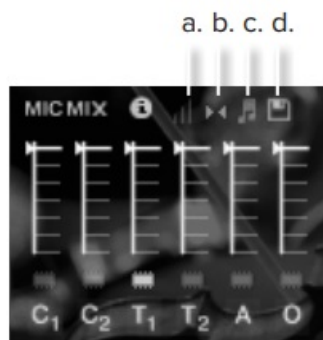 a. b. c. d.
MIC MIX i
C₁ C₂ T₁ T₂ A O